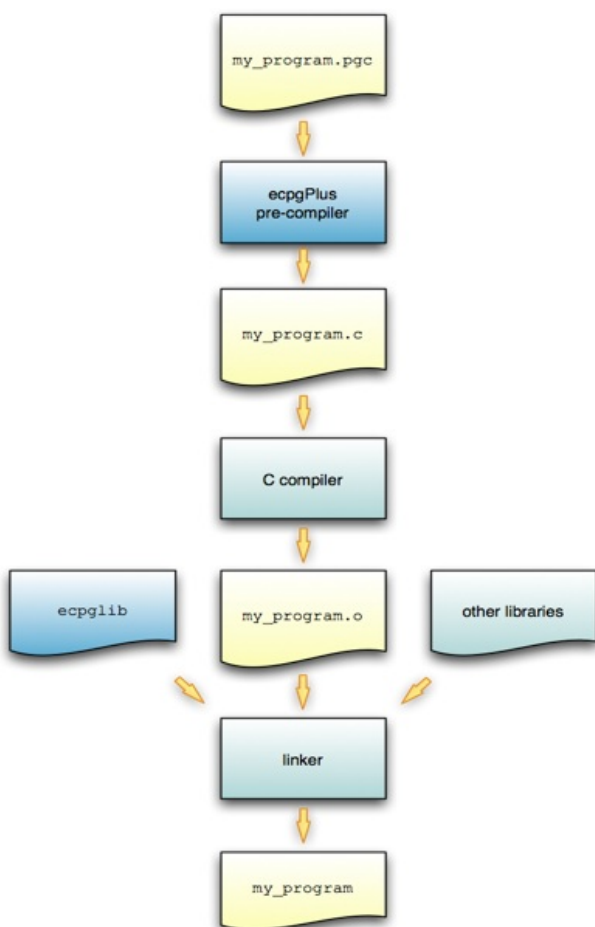 my_program.pgc
ecpgPlus
pre-compiler
my_program.c
C compiler
ecpglib
my_program.o
other libraries
linker
my_program